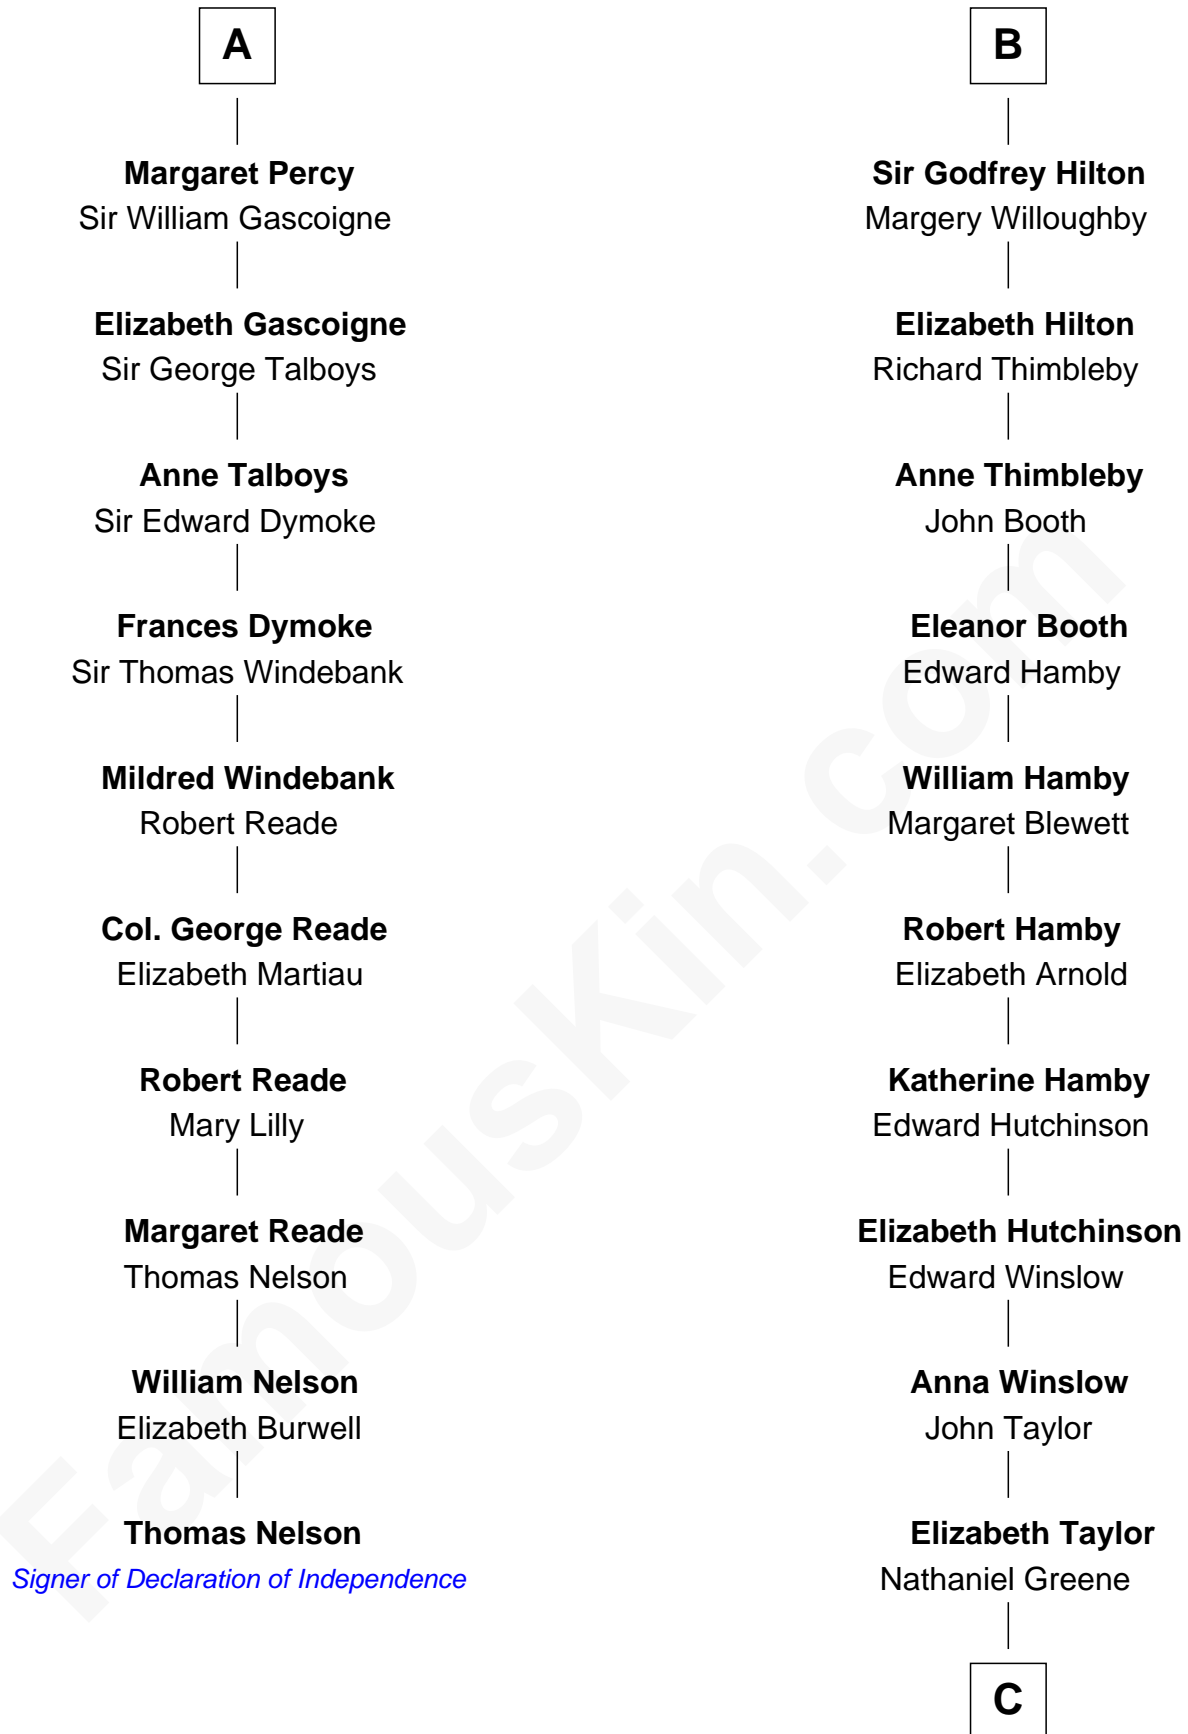 A
Margaret Percy
Sir William Gascoigne
Elizabeth Gascoigne
Sir George Talboys
Anne Talboys
Sir Edward Dymoke
Frances Dymoke
Sir Thomas Windebank
Mildred Windebank
Robert Reade
Col. George Reade
Elizabeth Martiau
Robert Reade
Mary Lilly
Margaret Reade
Thomas Nelson
William Nelson
Elizabeth Burwell
Thomas Nelson
Signer of Declaration of Independence
B
Sir Godfrey Hilton
Margery Willoughby
Elizabeth Hilton
Richard Thimbleby
Anne Thimbleby
John Booth
Eleanor Booth
Edward Hamby
William Hamby
Margaret Blewett
Robert Hamby
Elizabeth Arnold
Katherine Hamby
Edward Hutchinson
Elizabeth Hutchinson
Edward Winslow
Anna Winslow
John Taylor
Elizabeth Taylor
Nathaniel Greene
C
FamousKin.com